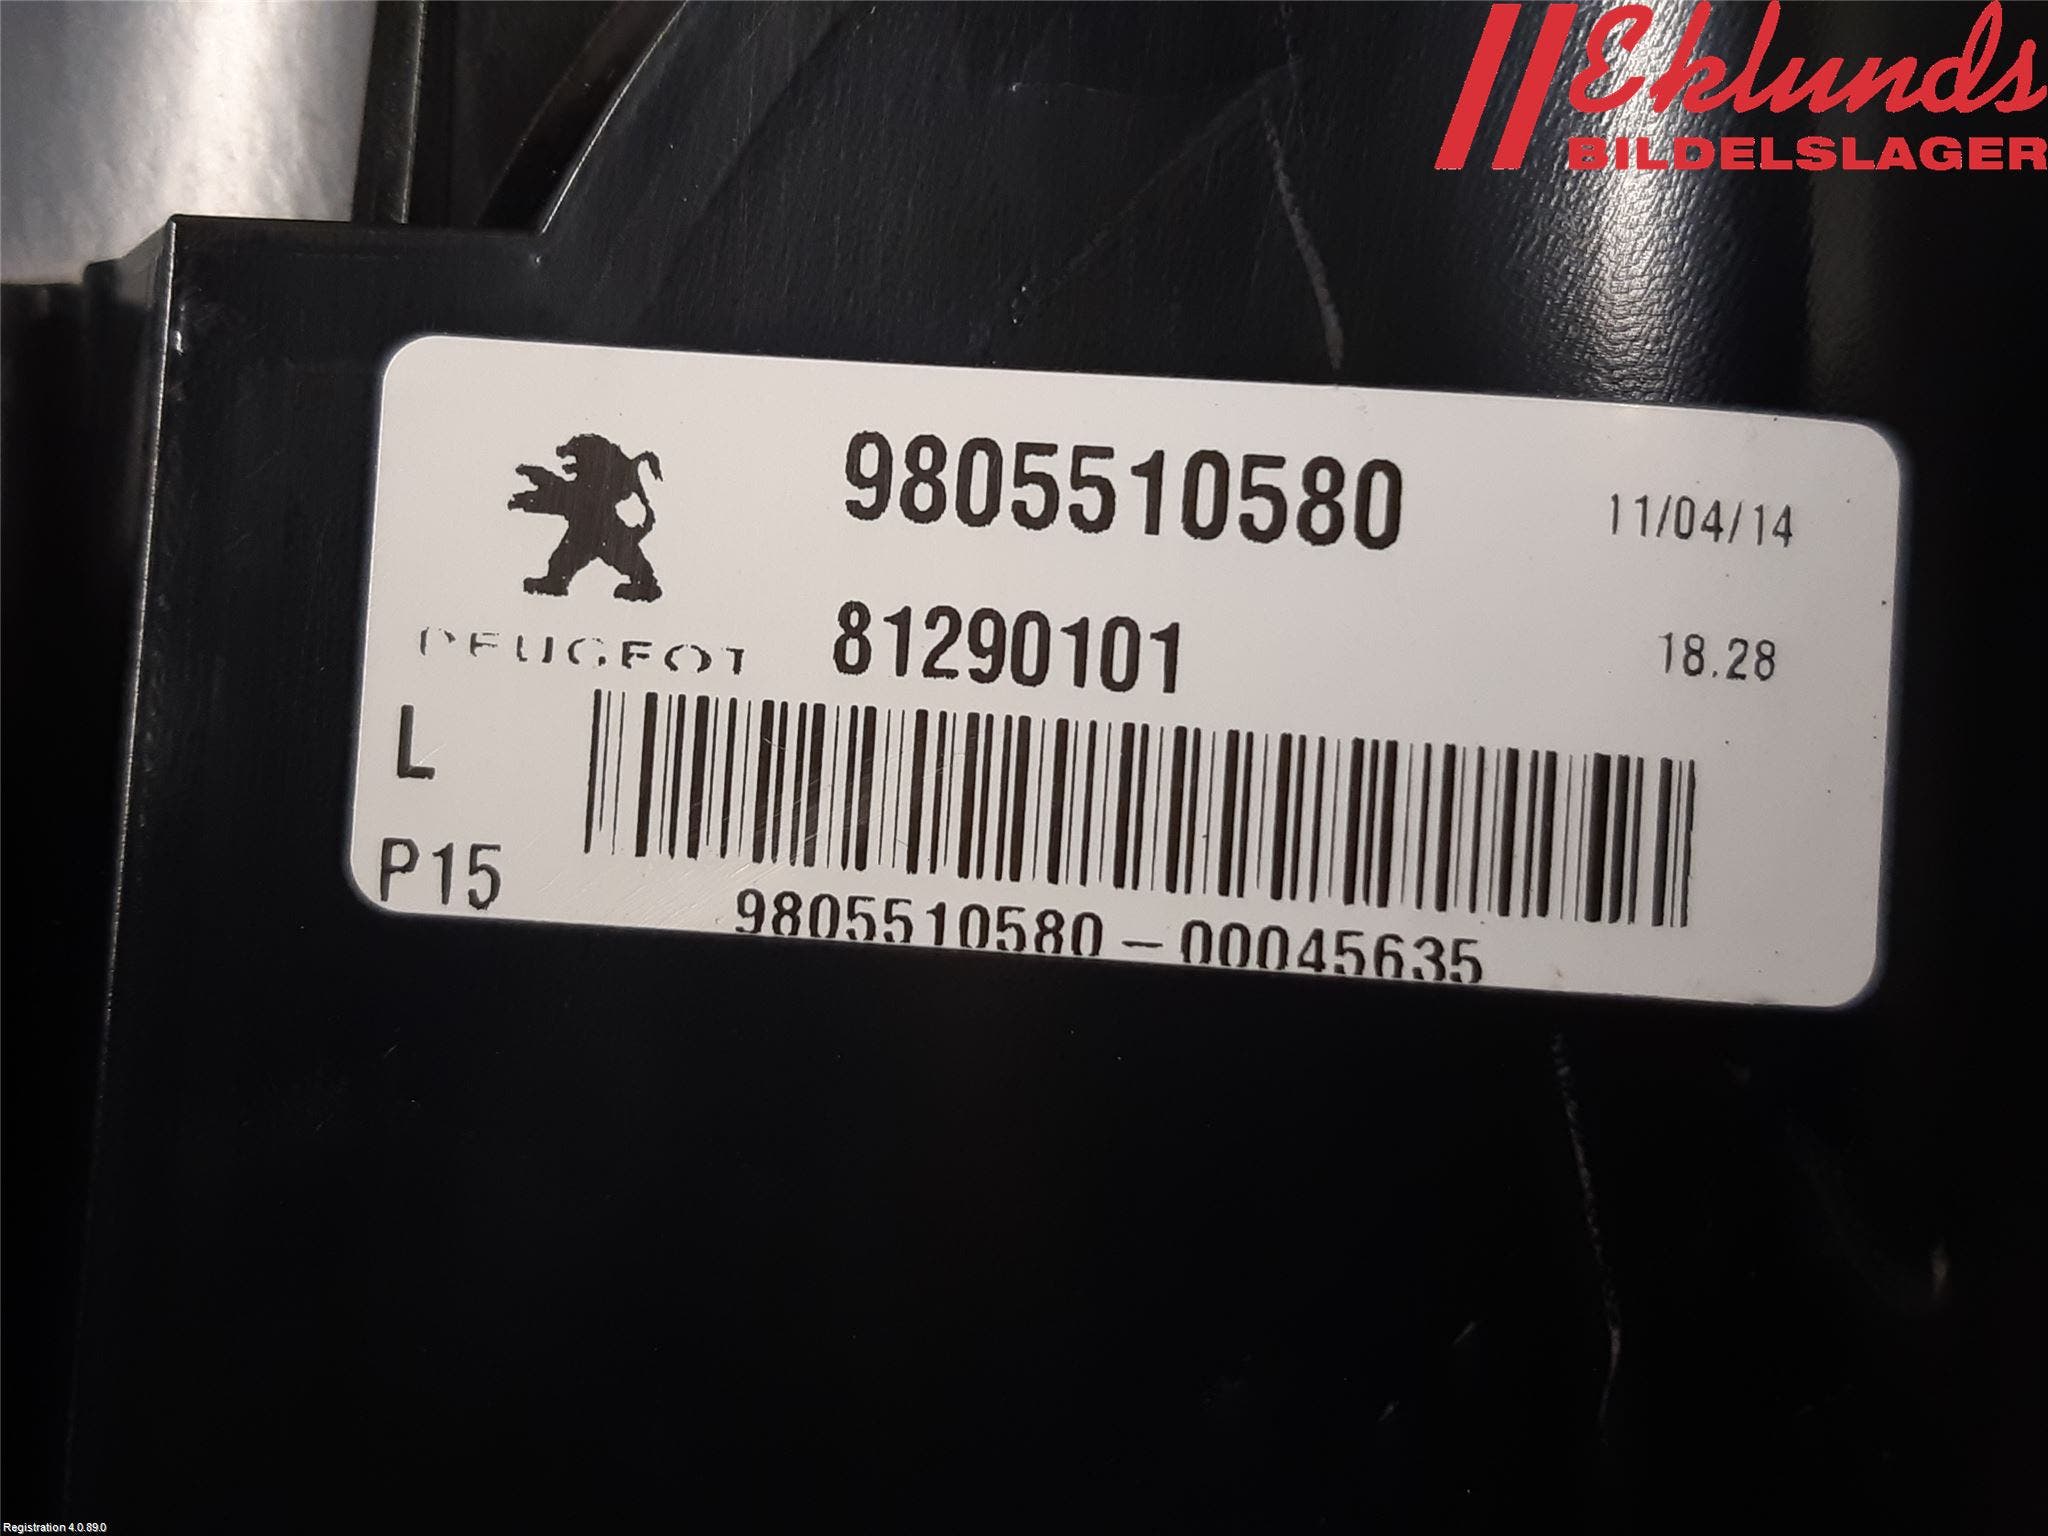 Eklunds
BILDELSLAGER
9805510580
11/04/14
PEUGEOT
81290101
18.28
L
P15
9805510580-00045635
Registration 4.0.89.0